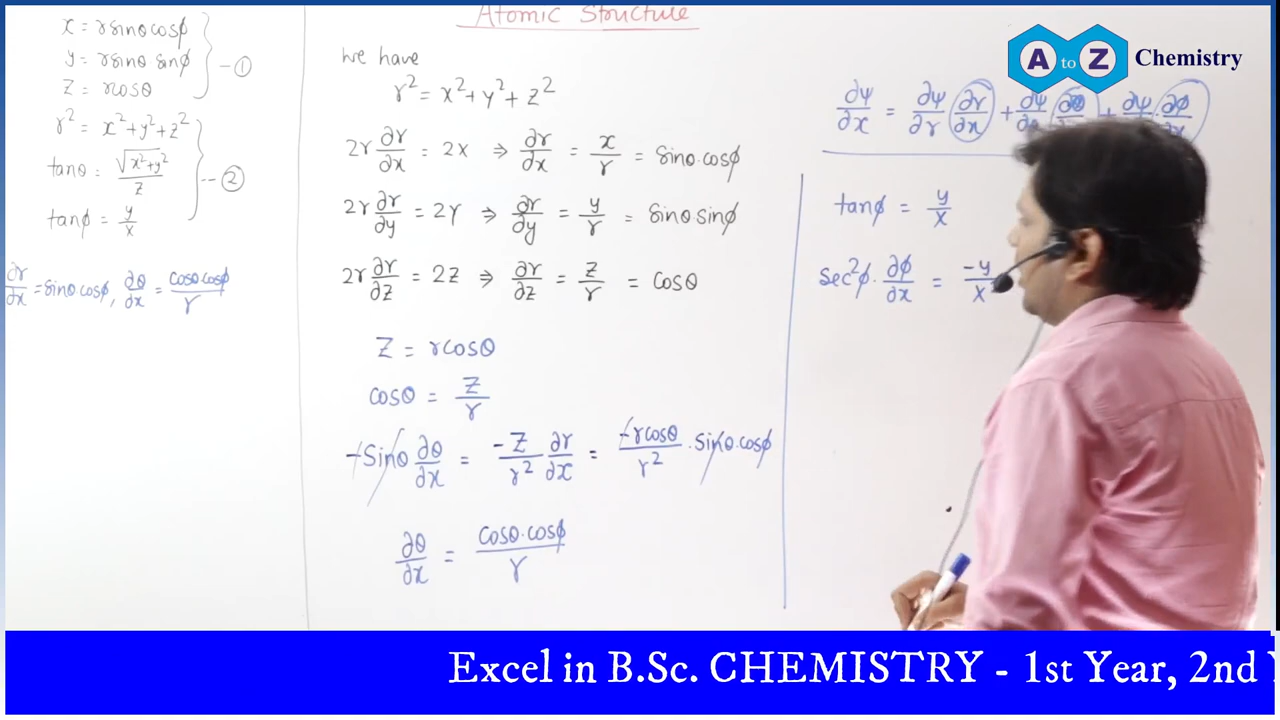 Atomic Structure
x = r sinθ cosϕ
y = r sinθ sinϕ
z = r cosθ
} - ①
r² = x² + y² + z²
tanθ = √(x²+y²) / z
tanϕ = y/x
} -- ②
∂r/∂x = sinθ cosϕ, ∂θ/∂x = cosθ cosϕ / r
we have
r² = x² + y² + z²
2r ∂r/∂x = 2x ⇒ ∂r/∂x = x/r = sinθ·cosϕ
2r ∂r/∂y = 2y ⇒ ∂r/∂y = y/r = sinθ sinϕ
2r ∂r/∂z = 2z ⇒ ∂r/∂z = z/r = cosθ
z = r cosθ
cosθ = z/r
-sinθ ∂θ/∂x = -z/r² ∂r/∂x = -r cosθ / r² · sinθ·cosϕ
∂θ/∂x = cosθ·cosϕ / r
A to Z Chemistry
∂ψ/∂x = ∂ψ/∂r ∂r/∂x + ∂ψ + ∂ψ · ∂ϕ
tanϕ = y/x
sec²ϕ · ∂ϕ/∂x = -y/x
Excel in B.Sc. CHEMISTRY - 1st Year, 2nd